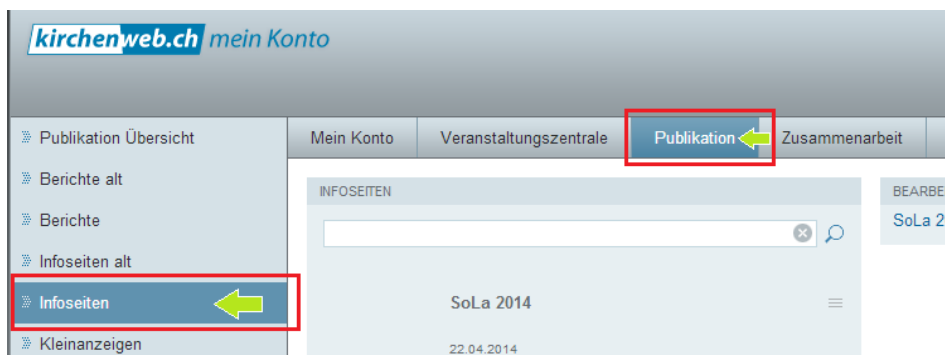 kirchenweb.ch mein Konto
Publikation Übersicht
Berichte alt
Berichte
Infoseiten alt
Infoseiten
Kleinanzeigen
Mein Konto Veranstaltungszentrale Publikation Zusammenarbeit
INFOSEITEN
SoLa 2014
22.04.2014
SoLa